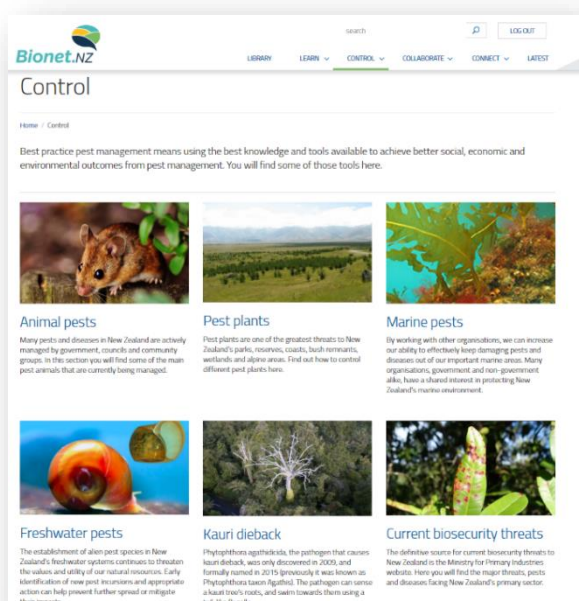 search
LOG OUT
Bionet.NZ
LIBRARY LEARN CONTROL COLLABORATE CONNECT LATEST
Control
Home / Control
Best practice pest management means using the best knowledge and tools available to achieve better social, economic and
environmental outcomes from pest management. You will find some of those tools here.
Animal pests
Many pests and diseases in New Zealand are actively
managed by government, councils and community
groups. In this section you will find some of the main
pest animals that are currently being managed.
Pest plants
Pest plants are one of the greatest threats to New
Zealand's parks, reserves, coasts, bush remnants,
wetlands and alpine areas. Find out how to control
different pest plants here.
Marine pests
By working with other organisations, we can increase
our ability to effectively keep damaging pests and
diseases out of our important marine areas. Many
organisations, government and non-government
alike, have a shared interest in protecting New
Zealand's marine environment.
Freshwater pests
The establishment of alien pest species in New
Zealand's freshwater systems continues to threaten
the values and utility of our natural resources. Early
identification of new pest incursions and appropriate
action can help prevent further spread or mitigate
Kauri dieback
Phytophthora agathidicida, the pathogen that causes
kauri dieback, was only discovered in 2009, and
formally named in 2015 (previously it was known as
Phytophthora taxon Agathis). The pathogen can sense
a kauri tree's roots, and swim towards them using a
Current biosecurity threats
The definitive source for current biosecurity threats to
New Zealand is the Ministry for Primary Industries
website. Here you will find the major threats, pests
and diseases facing New Zealand's primary sector.